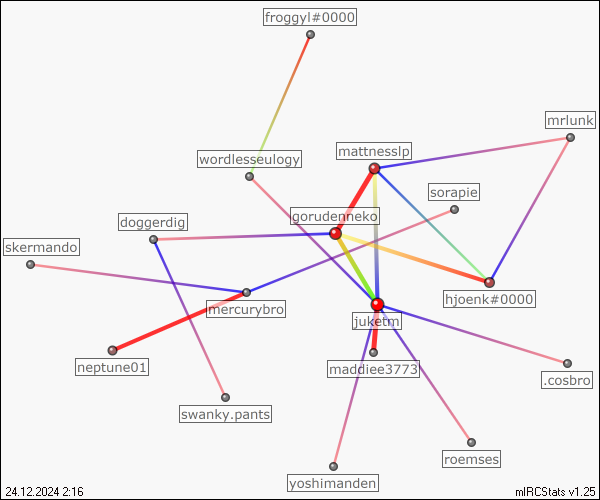 froggyl#0000
mrlunk
mattnesslp
wordlesseulogy
sorapie
gorudenneko
doggerdig
skermando
hjoenk#0000
mercurybro
juketm
neptune01
maddiee3773
.cosbro
swanky.pants
roemses
yoshimanden
24.12.2024 2:16
mIRCStats v1.25